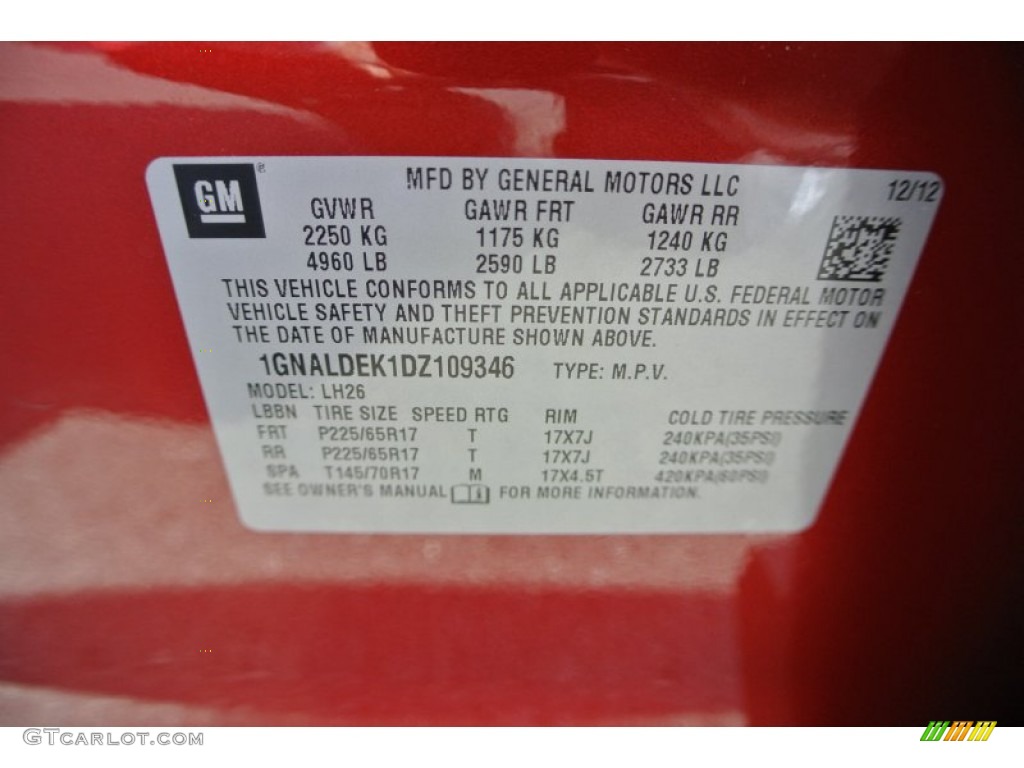 GM
®
MFD BY GENERAL MOTORS LLC
12/12
GVWR GAWR FRT GAWR RR
2250 KG 1175 KG 1240 KG
4960 LB 2590 LB 2733 LB
THIS VEHICLE CONFORMS TO ALL APPLICABLE U.S. FEDERAL MOTOR
VEHICLE SAFETY AND THEFT PREVENTION STANDARDS IN EFFECT ON
THE DATE OF MANUFACTURE SHOWN ABOVE.
1GNALDEK1DZ109346 TYPE: M.P.V.
MODEL: LH26
LBBN TIRE SIZE SPEED RTG RIM COLD TIRE PRESSURE
FRT P225/65R17 T 17X7J 240KPA(35PSI)
RR P225/65R17 T 17X7J 240KPA(35PSI)
SPA T145/70R17 M 17X4.5T 420KPA(60PSI)
SEE OWNER'S MANUAL FOR MORE INFORMATION.
GTCarlot.com